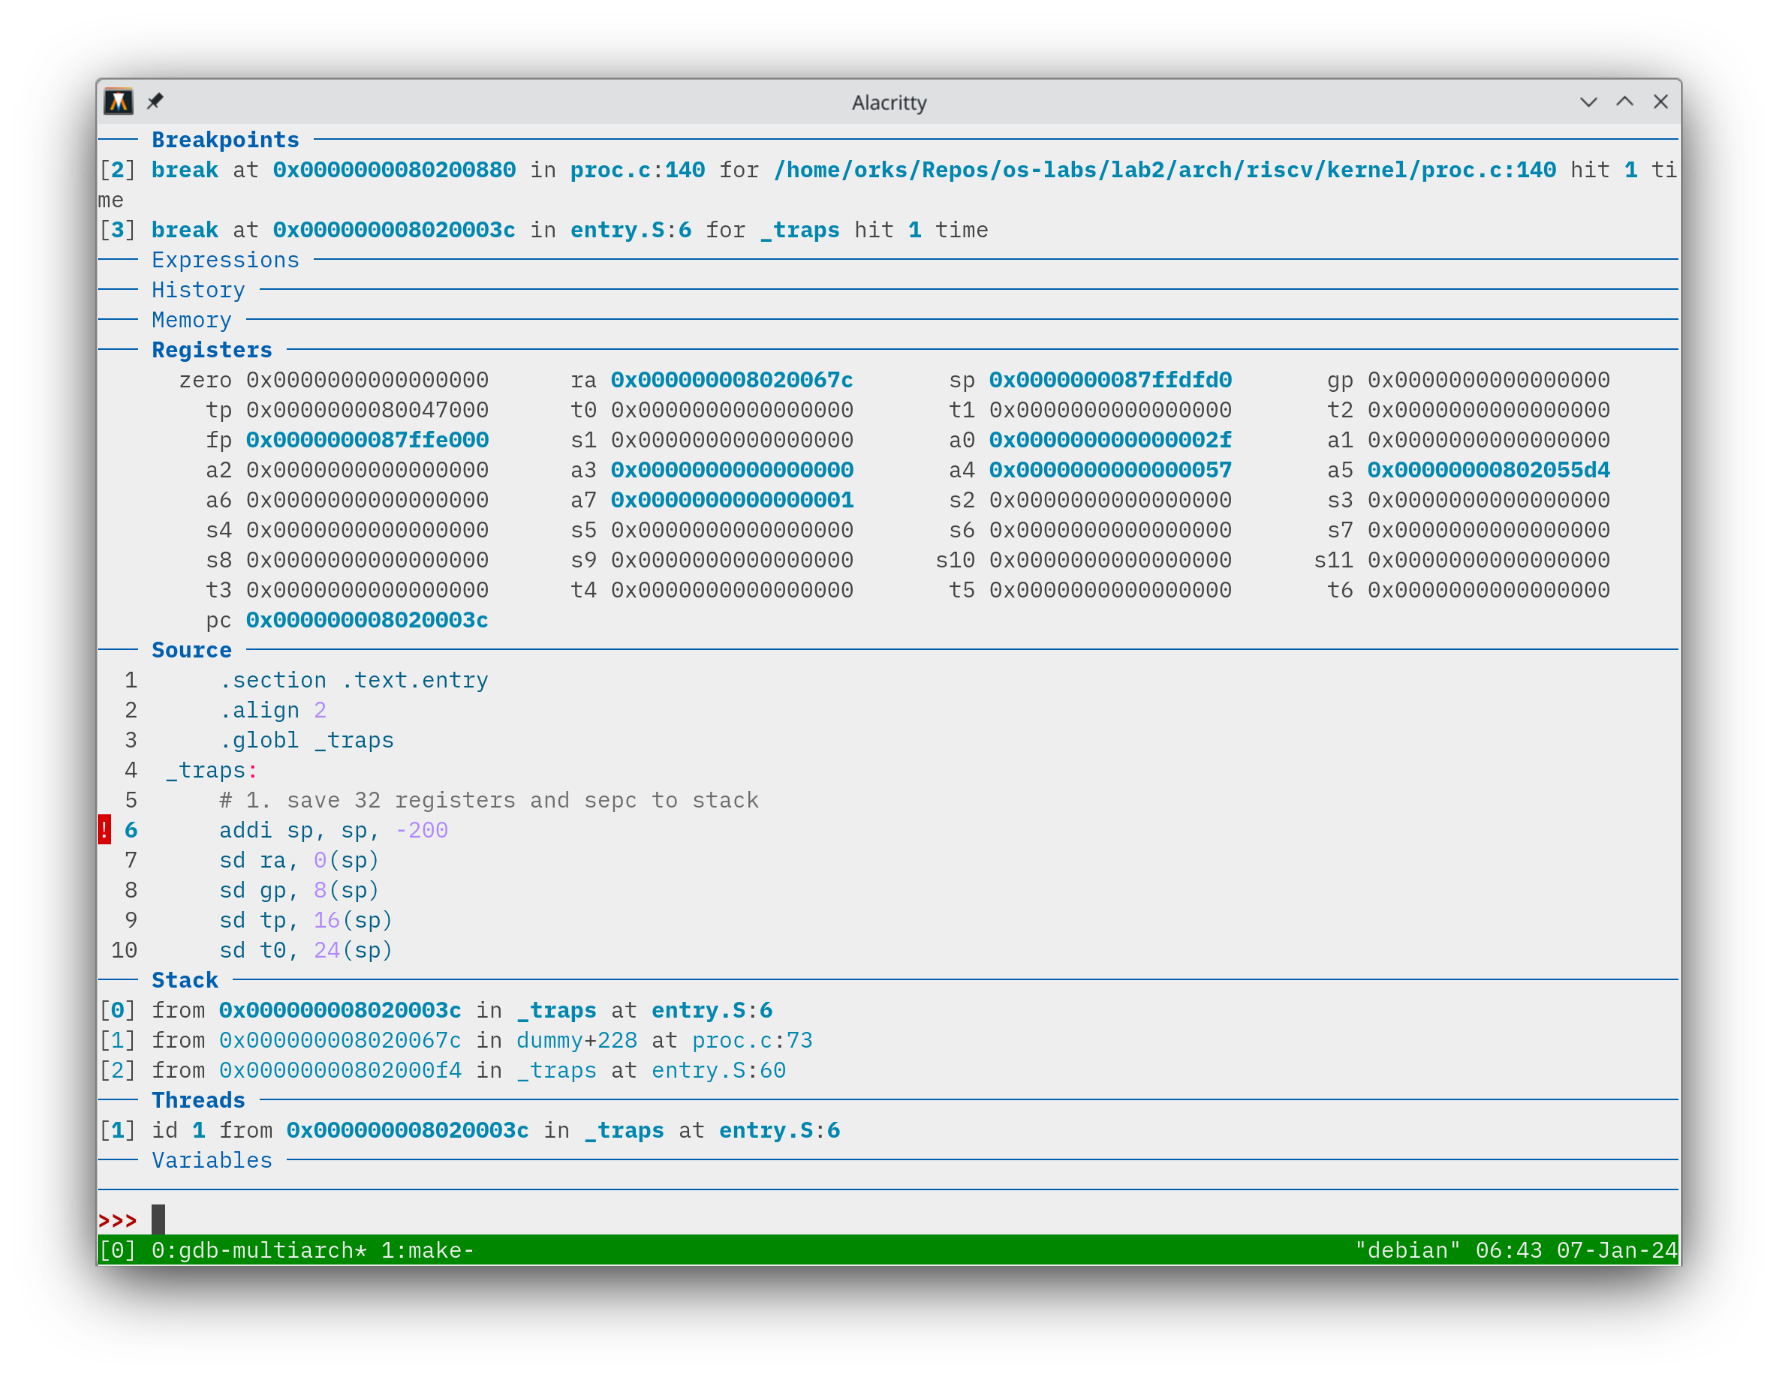 Alacritty
─── Breakpoints
[2] break at 0x0000000080200880 in proc.c:140 for /home/orks/Repos/os-labs/lab2/arch/riscv/kernel/proc.c:140 hit 1 ti
me
[3] break at 0x000000008020003c in entry.S:6 for _traps hit 1 time
─── Expressions
─── History
─── Memory
─── Registers
zero 0x0000000000000000 ra 0x000000008020067c sp 0x0000000087ffdfd0 gp 0x0000000000000000
tp 0x0000000080047000 t0 0x0000000000000000 t1 0x0000000000000000 t2 0x0000000000000000
fp 0x0000000087ffe000 s1 0x0000000000000000 a0 0x000000000000002f a1 0x0000000000000000
a2 0x0000000000000000 a3 0x0000000000000000 a4 0x0000000000000057 a5 0x00000000802055d4
a6 0x0000000000000000 a7 0x0000000000000001 s2 0x0000000000000000 s3 0x0000000000000000
s4 0x0000000000000000 s5 0x0000000000000000 s6 0x0000000000000000 s7 0x0000000000000000
s8 0x0000000000000000 s9 0x0000000000000000 s10 0x0000000000000000 s11 0x0000000000000000
t3 0x0000000000000000 t4 0x0000000000000000 t5 0x0000000000000000 t6 0x0000000000000000
pc 0x000000008020003c
─── Source
1 .section .text.entry
2 .align 2
3 .globl _traps
4 _traps:
5 # 1. save 32 registers and sepc to stack
! 6 addi sp, sp, -200
7 sd ra, 0(sp)
8 sd gp, 8(sp)
9 sd tp, 16(sp)
10 sd t0, 24(sp)
─── Stack
[0] from 0x000000008020003c in _traps at entry.S:6
[1] from 0x000000008020067c in dummy+228 at proc.c:73
[2] from 0x00000000802000f4 in _traps at entry.S:60
─── Threads
[1] id 1 from 0x000000008020003c in _traps at entry.S:6
─── Variables
>>>
[0] 0:gdb-multiarch* 1:make- "debian" 06:43 07-Jan-24